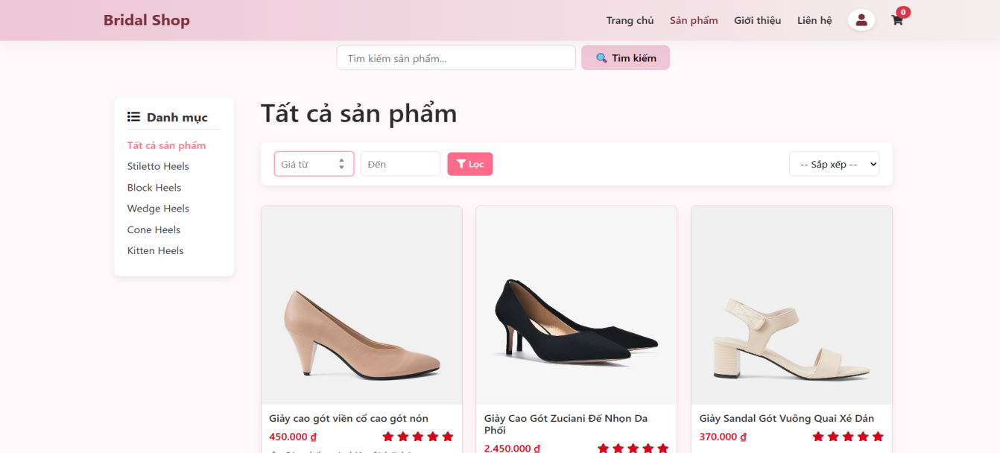 Bridal Shop
Trang chủ
Sản phẩm
Giới thiệu
Liên hệ
0
Tìm kiếm sản phẩm...
Tìm kiếm
Danh mục
Tất cả sản phẩm
Stiletto Heels
Block Heels
Wedge Heels
Cone Heels
Kitten Heels
Tất cả sản phẩm
Giá từ
Đến
Lọc
-- Sắp xếp --
Giày cao gót viền cổ cao gót nón
450.000 ₫
Giày Cao Gót Zuciani Đế Nhọn Da
Phối
2.450.000 ₫
Giày Sandal Gót Vuông Quai Xé Dán
370.000 ₫